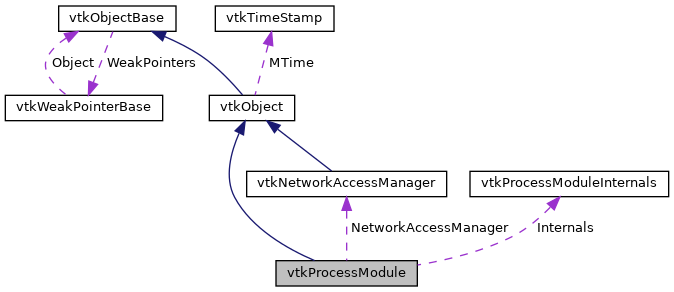 vtkObjectBase
vtkTimeStamp
Object
WeakPointers
MTime
vtkWeakPointerBase
vtkObject
vtkNetworkAccessManager
vtkProcessModuleInternals
NetworkAccessManager
Internals
vtkProcessModule